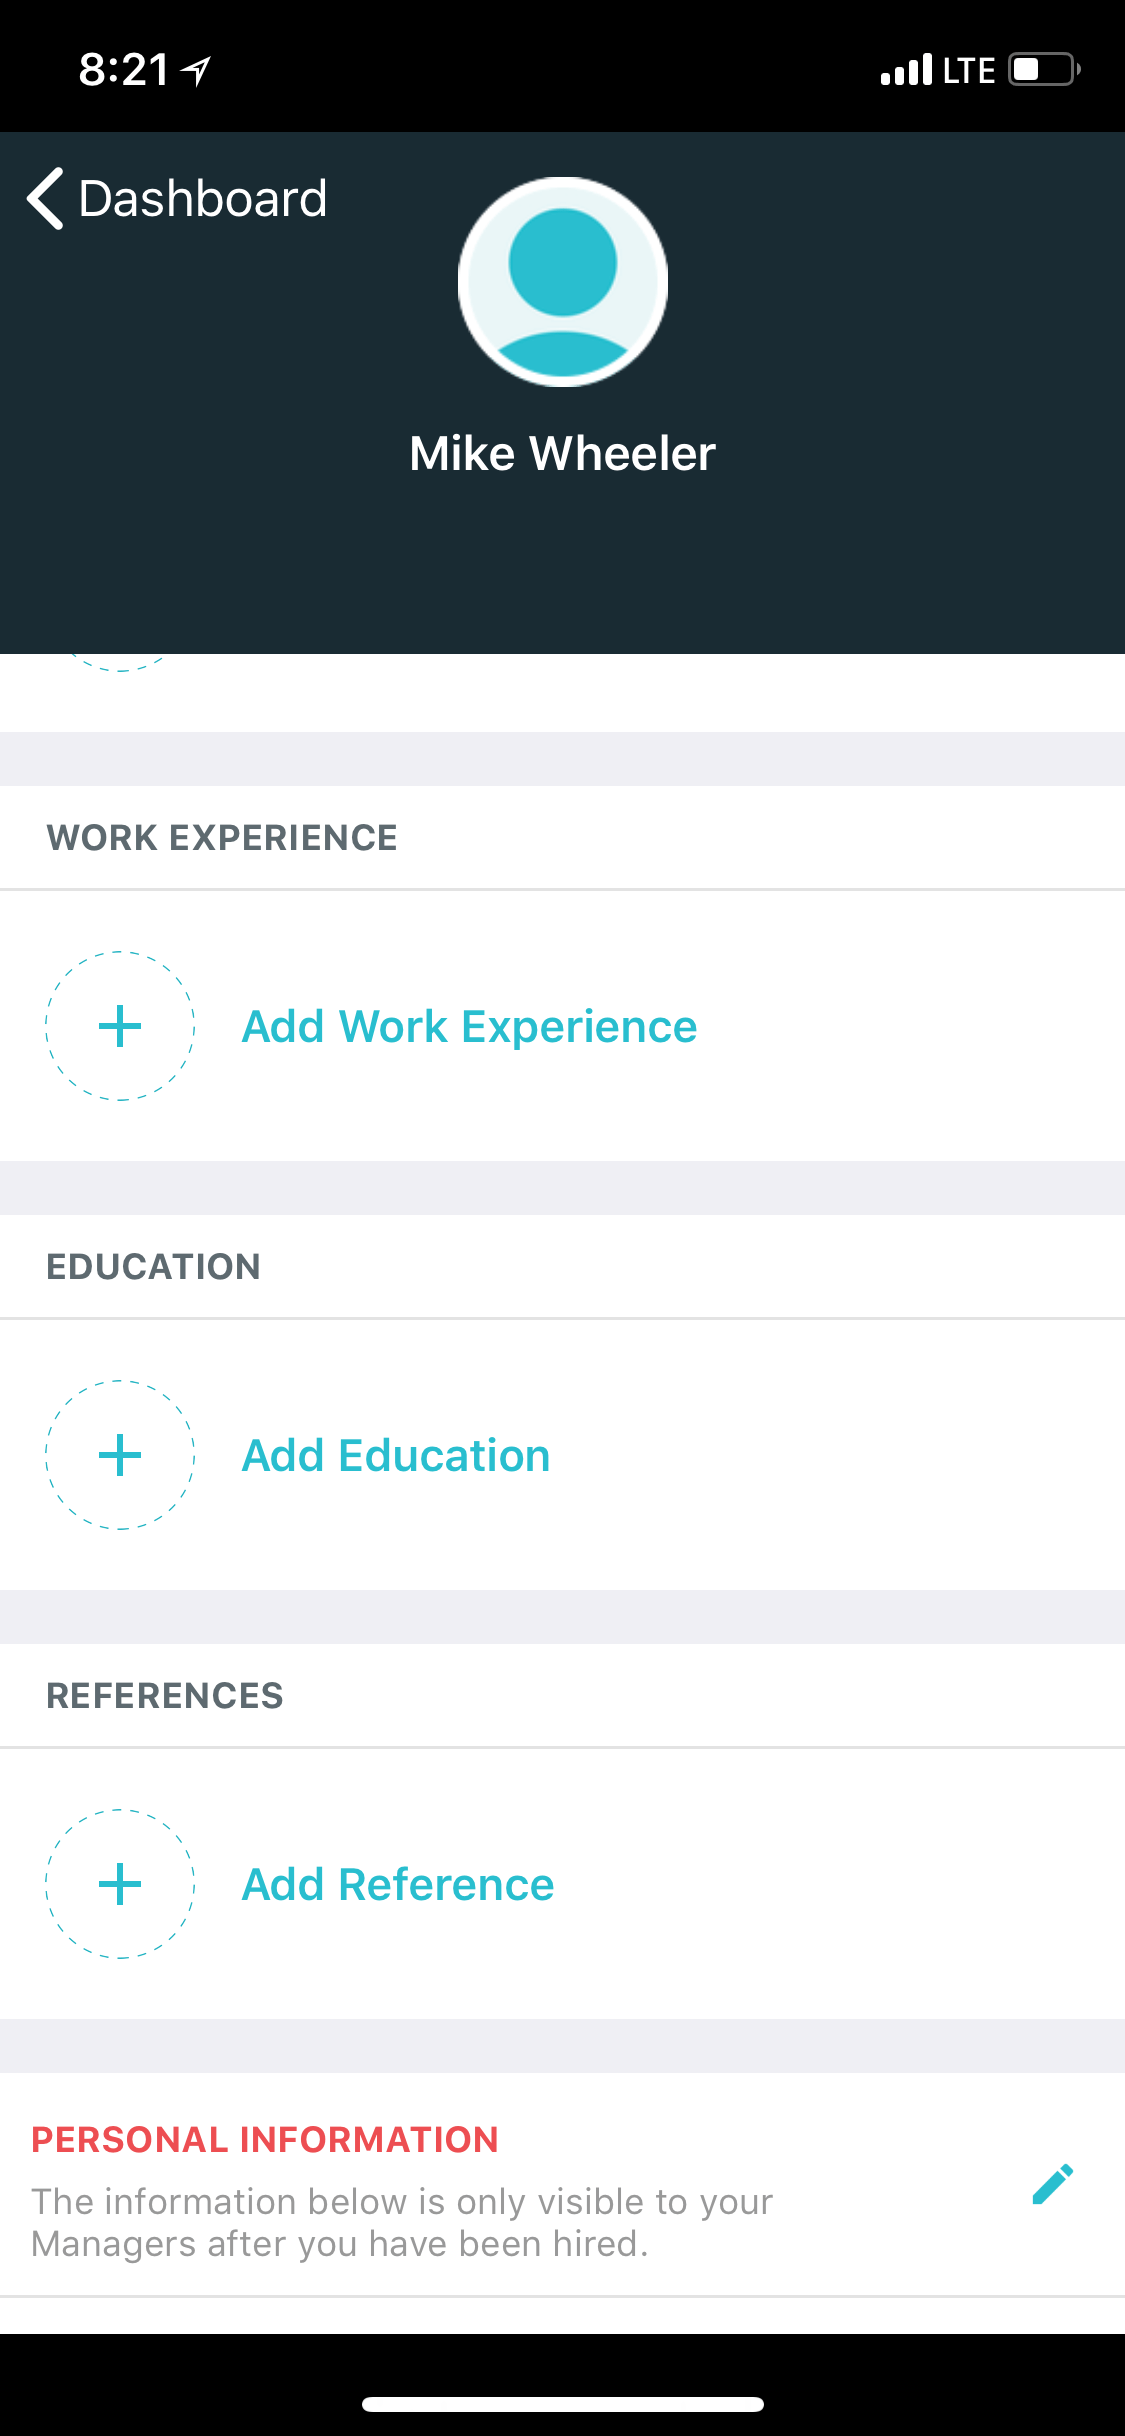 8:21 LTE
Dashboard
Mike Wheeler
WORK EXPERIENCE
Add Work Experience
EDUCATION
Add Education
REFERENCES
Add Reference
PERSONAL INFORMATION
The information below is only visible to your
Managers after you have been hired.